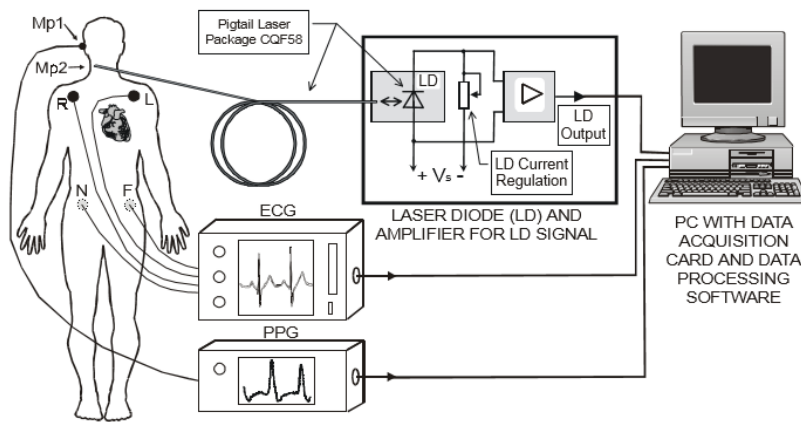 Mp1
Mp2
R
L
N
F
Pigtail Laser
Package CQF58
LD
LD
Output
+ Vs -
LD Current
Regulation
LASER DIODE (LD) AND
AMPLIFIER FOR LD SIGNAL
ECG
PPG
PC WITH DATA
ACQUISITION
CARD AND DATA
PROCESSING
SOFTWARE